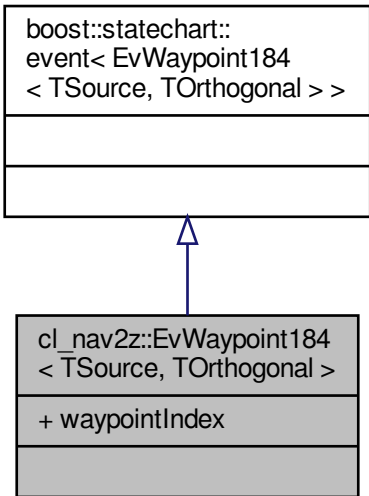 boost::statechart::
event< EvWaypoint184
< TSource, TOrthogonal > >
cl_nav2z::EvWaypoint184
< TSource, TOrthogonal >
+ waypointIndex